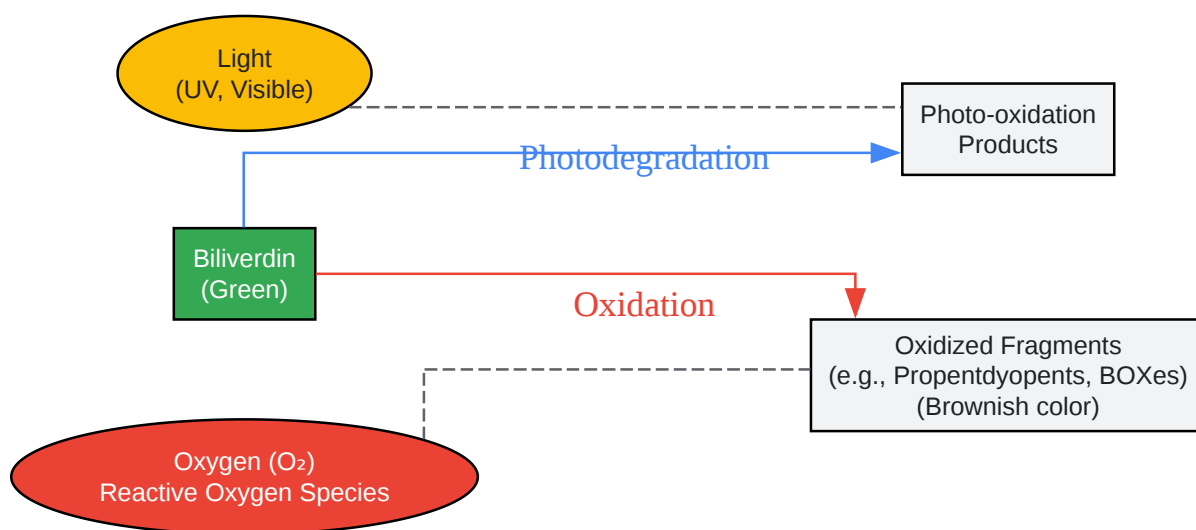 Light
(UV, Visible)
Photo-oxidation
Products
Photodegradation
Biliverdin
(Green)
Oxidation
Oxidized Fragments
(e.g., Propentdyopents, BOXes)
(Brownish color)
Oxygen (O₂)
Reactive Oxygen Species